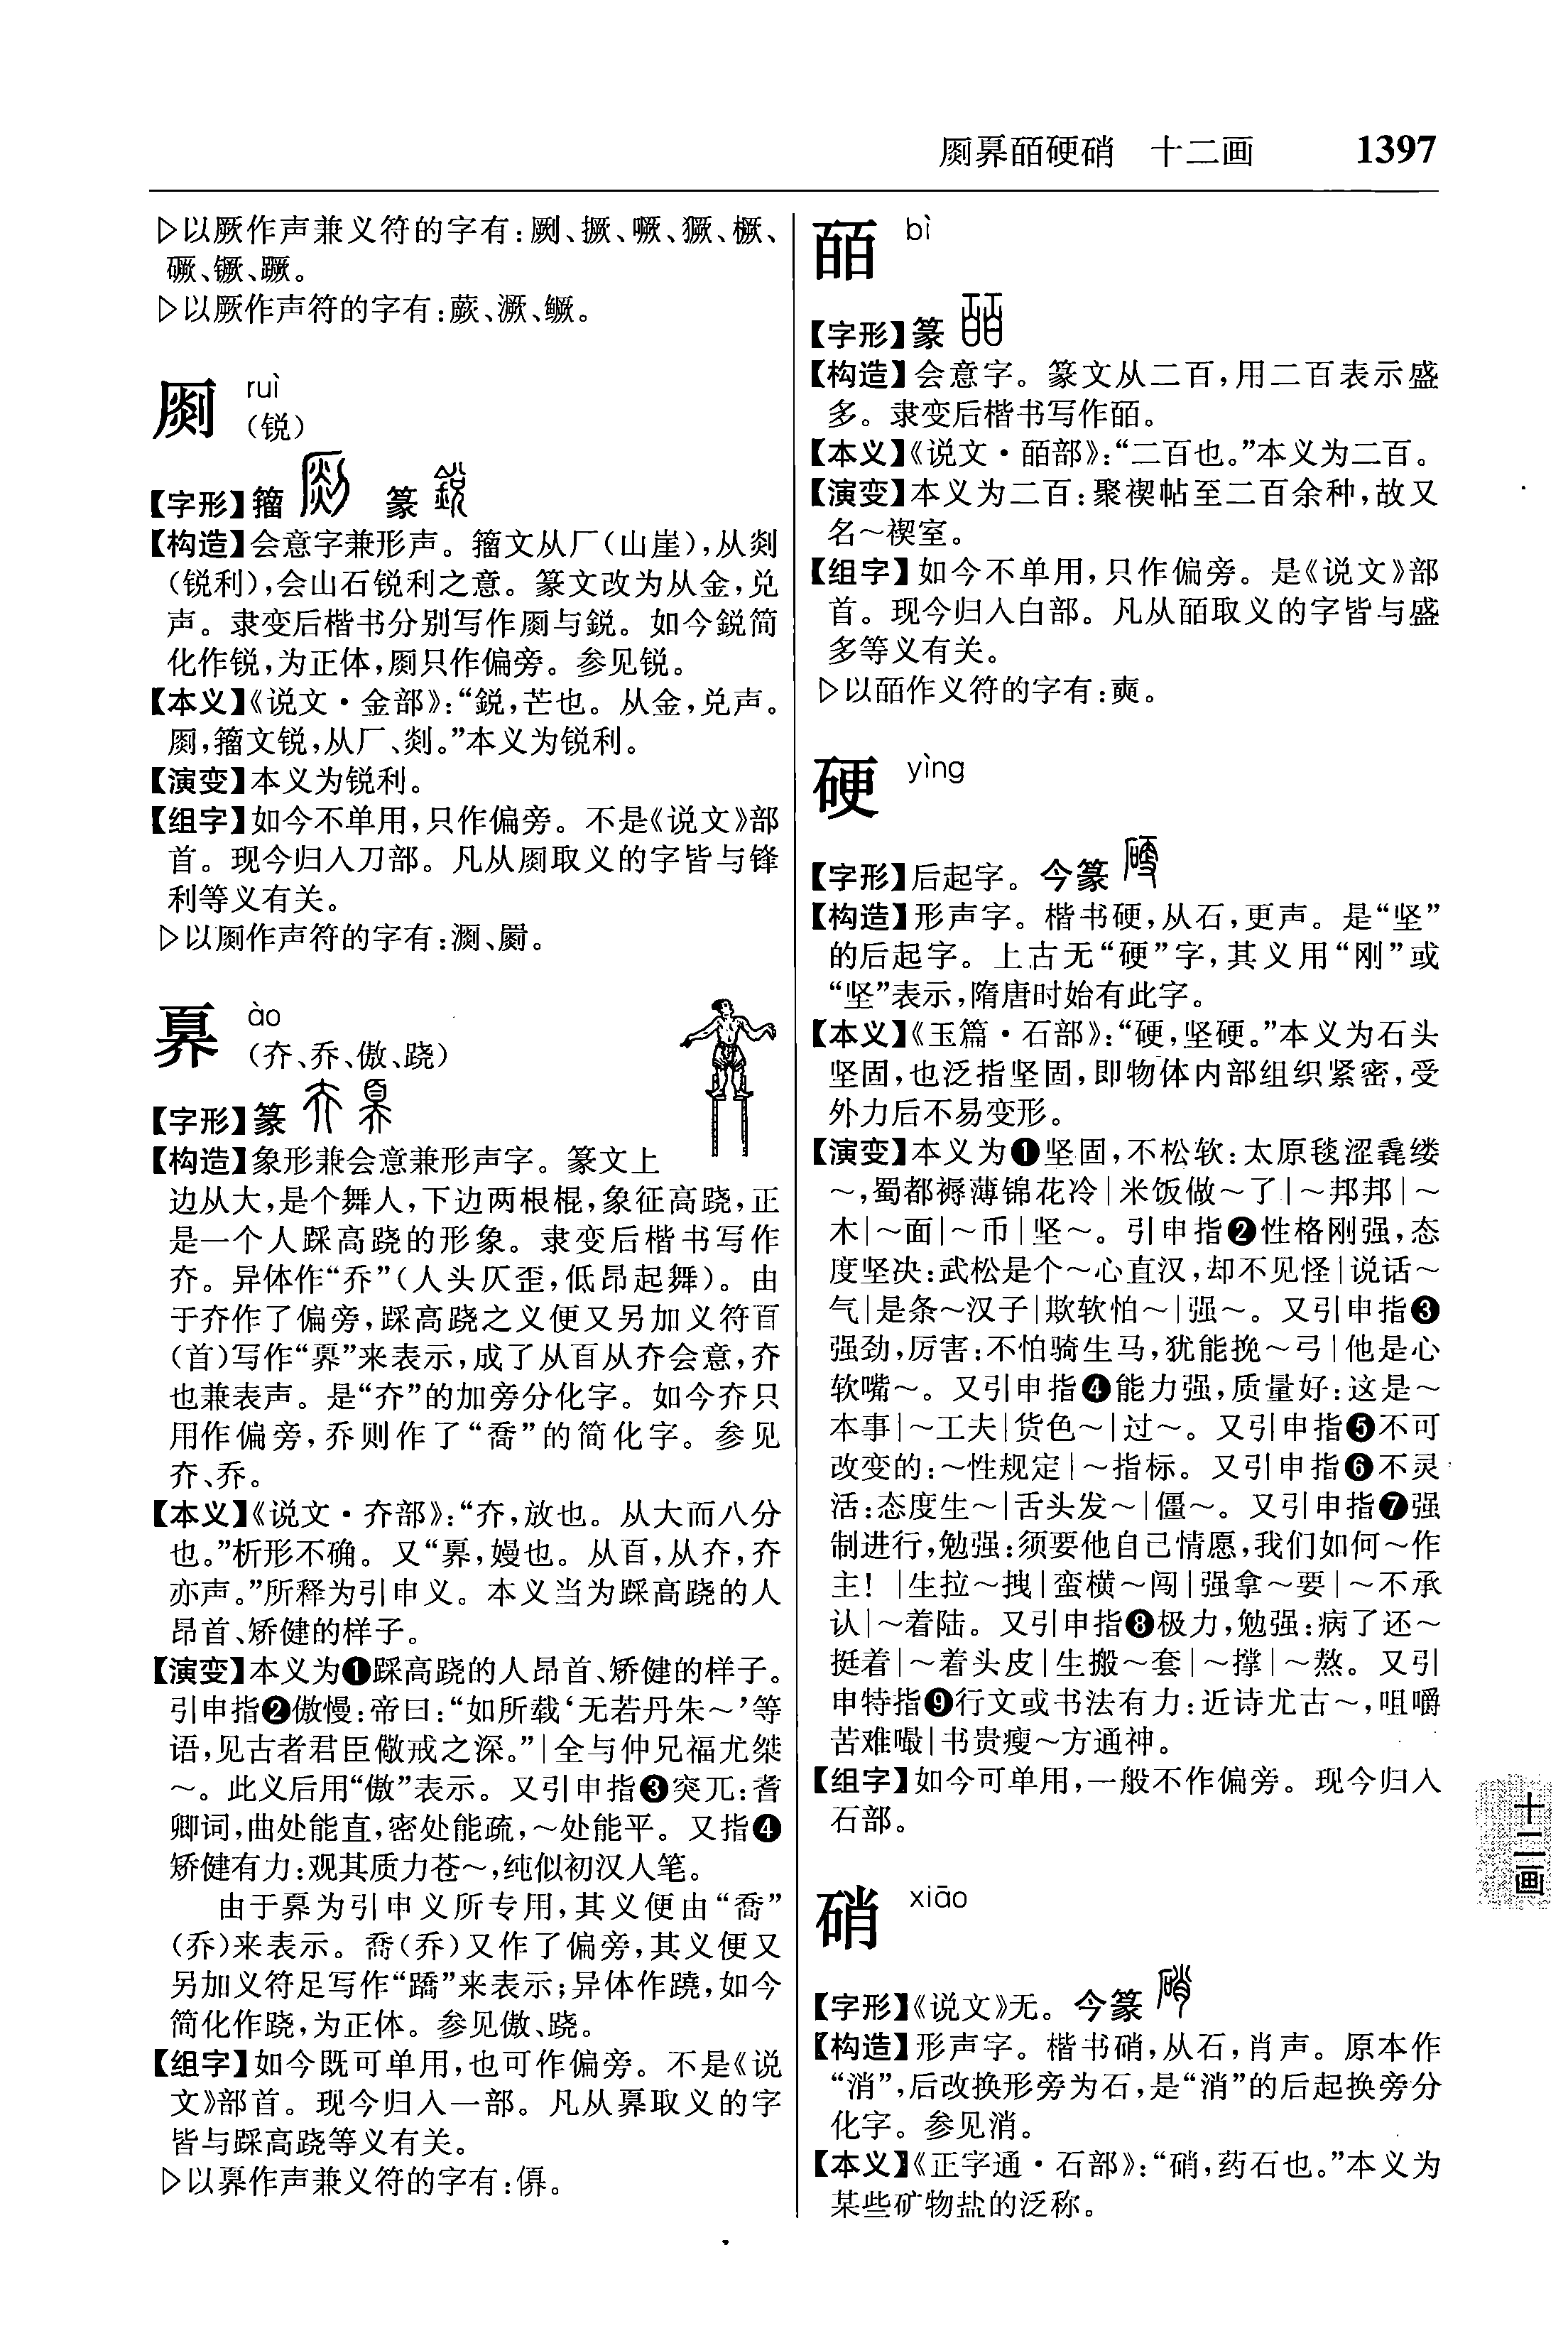 㓹奡皕硬硝 十二画 1397
▷以厥作声兼义符的字有:劂、撅、噘、獗、橛、
碶、镢、蹶。
▷以厥作声符的字有:蕨、潏、鳜。
㓹 ruì
(锐)
【字形】籀 篆
【构造】会意字兼形声。籀文从厂(山崖),从剡
(锐利),会山石锐利之意。篆文改为从金,兑
声。隶变后楷书分别写作㓹与鋭。如今鋭简
化作锐,为正体,㓹只作偏旁。参见锐。
【本义】《说文·金部》:“鋭,芒也。从金,兑声。
㓹,籀文锐,从厂、剡。”本义为锐利。
【演变】本义为锐利。
【组字】如今不单用,只作偏旁。不是《说文》部
首。现今归入刀部。凡从㓹取义的字皆与锋
利等义有关。
▷以㓹作声符的字有:㶜、罽。
奡 ào
(夰、乔、傲、跷)
【字形】篆
【构造】象形兼会意兼形声字。篆文上
边从大,是个舞人,下边两根棍,象征高跷,正
是一个人踩高跷的形象。隶变后楷书写作
夰。异体作“乔”(人头仄歪,低昂起舞)。由
于夰作了偏旁,踩高跷之义便又另加义符𦣻
(首)写作“奡”来表示,成了从𦣻从夰会意,夰
也兼表声。是“夰”的加旁分化字。如今夰只
用作偏旁,乔则作了“喬”的简化字。参见
夰、乔。
【本义】《说文·夰部》:“夰,放也。从大而八分
也。”析形不确。又“奡,嫚也。从𦣻,从夰,夰
亦声。”所释为引申义。本义当为踩高跷的人
昂首、矫健的样子。
【演变】本义为❶踩高跷的人昂首、矫健的样子。
引申指❷傲慢:帝曰:“如所载‘无若丹朱～’等
语,见古者君臣儆戒之深。”|全与仲兄福尤桀
～。此义后用“傲”表示。又引申指❸突兀:耆
卿词,曲处能直,密处能疏,～处能平。又指❹
矫健有力:观其质力苍～,纯似初汉人笔。
由于奡为引申义所专用,其义便由“喬”
(乔)来表示。喬(乔)又作了偏旁,其义便又
另加义符足写作“蹻”来表示;异体作蹺,如今
简化作跷,为正体。参见傲、跷。
【组字】如今既可单用,也可作偏旁。不是《说
文》部首。现今归入一部。凡从奡取义的字
皆与踩高跷等义有关。
▷以奡作声兼义符的字有:㑃。
皕 bì
【字形】篆
【构造】会意字。篆文从二百,用二百表示盛
多。隶变后楷书写作皕。
【本义】《说文·皕部》:“二百也。”本义为二百。
【演变】本义为二百:聚禊帖至二百余种,故又
名～禊室。
【组字】如今不单用,只作偏旁。是《说文》部
首。现今归入白部。凡从皕取义的字皆与盛
多等义有关。
▷以皕作义符的字有:奭。
硬 yìng
【字形】后起字。今篆
【构造】形声字。楷书硬,从石,更声。是“坚”
的后起字。上古无“硬”字,其义用“刚”或
“坚”表示,隋唐时始有此字。
【本义】《玉篇·石部》:“硬,坚硬。”本义为石头
坚固,也泛指坚固,即物体内部组织紧密,受
外力后不易变形。
【演变】本义为❶坚固,不松软:太原毯涩毳缕
～,蜀都褥薄锦花冷|米饭做～了|～邦邦|～
木|～面|～币|坚～。引申指❷性格刚强,态
度坚决:武松是个～心直汉,却不见怪|说话～
气|是条～汉子|欺软怕～|强～。又引申指❸
强劲,厉害:不怕骑生马,犹能挽～弓|他是心
软嘴～。又引申指❹能力强,质量好:这是～
本事|～工夫|货色～|过～。又引申指❺不可
改变的:～性规定|～指标。又引申指❻不灵
活:态度生～|舌头发～|僵～。又引申指❼强
制进行,勉强:须要他自己情愿,我们如何～作
主!|生拉～拽|蛮横～闯|强拿～要|～不承
认|～着陆。又引申指❽极力,勉强:病了还～
挺着|～着头皮|生搬～套|～撑|～熬。又引
申特指❾行文或书法有力:近诗尤古～,咀嚼
苦难嘬|书贵瘦～方通神。
【组字】如今可单用,一般不作偏旁。现今归入
石部。
硝 xiāo
【字形】《说文》无。今篆
【构造】形声字。楷书硝,从石,肖声。原本作
“消”,后改换形旁为石,是“消”的后起换旁分
化字。参见消。
【本义】《正字通·石部》:“硝,药石也。”本义为
某些矿物盐的泛称。
十二画